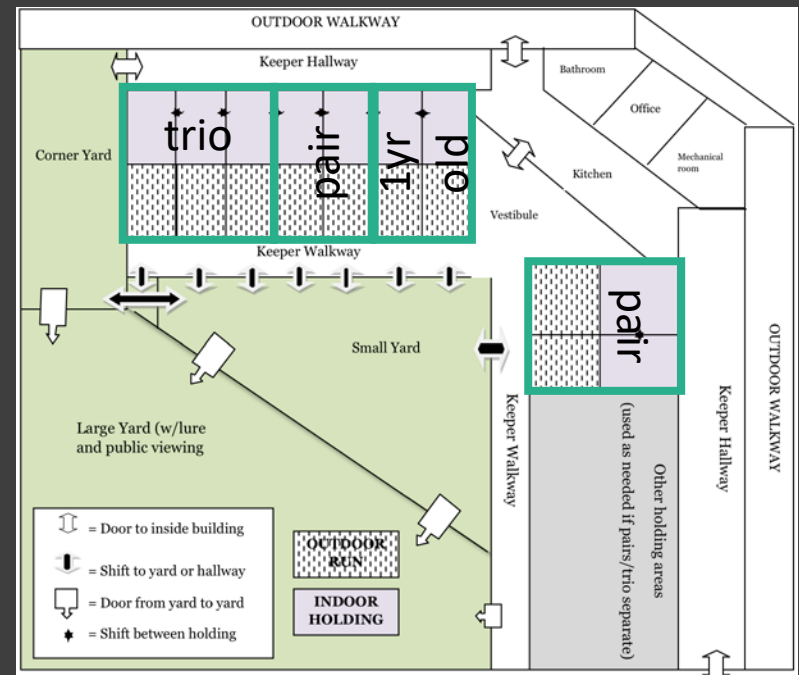 OUTDOOR WALKWAY
Keeper Hallway
Bathroom
Office
Mechanical
room
Kitchen
Vestibule
Corner Yard
trio
pair
1yr
old
Keeper Walkway
pair
Small Yard
Large Yard (w/lure
and public viewing
Keeper Walkway
Other holding areas
(used as needed if pairs/trio separate)
Keeper Hallway
OUTDOOR WALKWAY
= Door to inside building
= Shift to yard or hallway
= Door from yard to yard
= Shift between holding
OUTDOOR
RUN
INDOOR
HOLDING